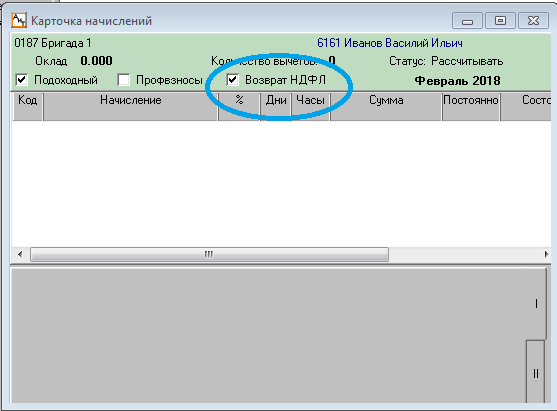 Карточка начислений
0187 Бригада 1 6161 Иванов Василий Ильич
Оклад 0.000 Количество вычетов: 0 Статус: Рассчитывать
Подоходный Профвзносы Возврат НДФЛ Февраль 2018
Код Начисление % Дни Часы Сумма Постоянно Состо
I
II